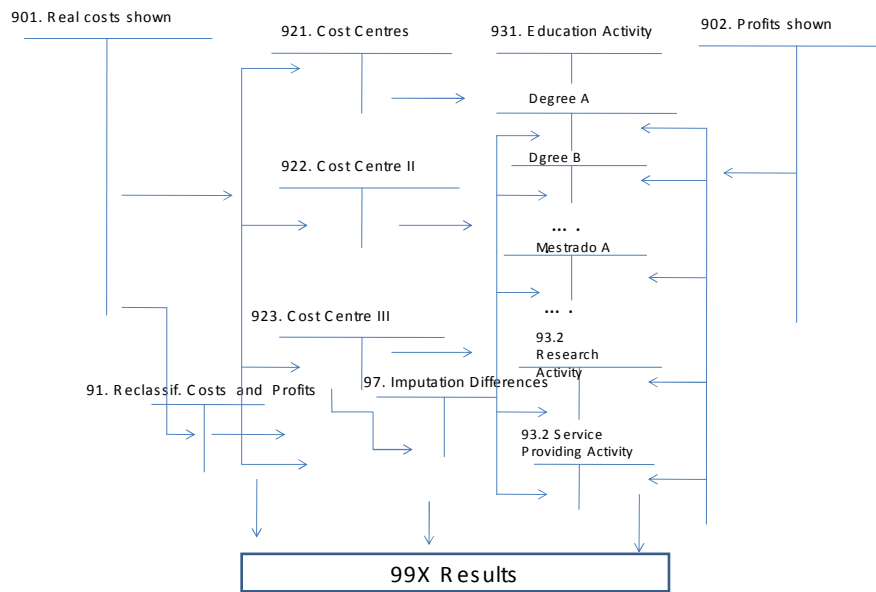 901. Real costs shown
921. Cost Centres
931. Education Activity
902. Profits shown
Degree A
Dgree B
922. Cost Centre II
... .
Mestrado A
... .
923. Cost Centre III
93.2
Research
Activity
91. Reclassif. Costs and Profits
97. Imputation Differences
93.2 Service
Providing Activity
99X Results